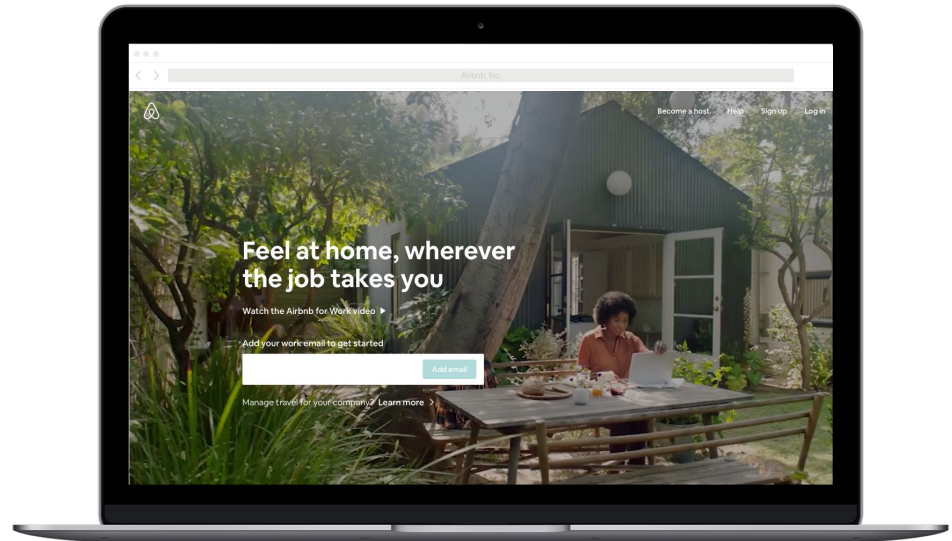 Airbnb, Inc.
Become a host Help Sign up Log in
Feel at home, wherever
the job takes you
Watch the Airbnb for Work video
Add your work email to get started
Add email
Manage travel for your company? Learn more